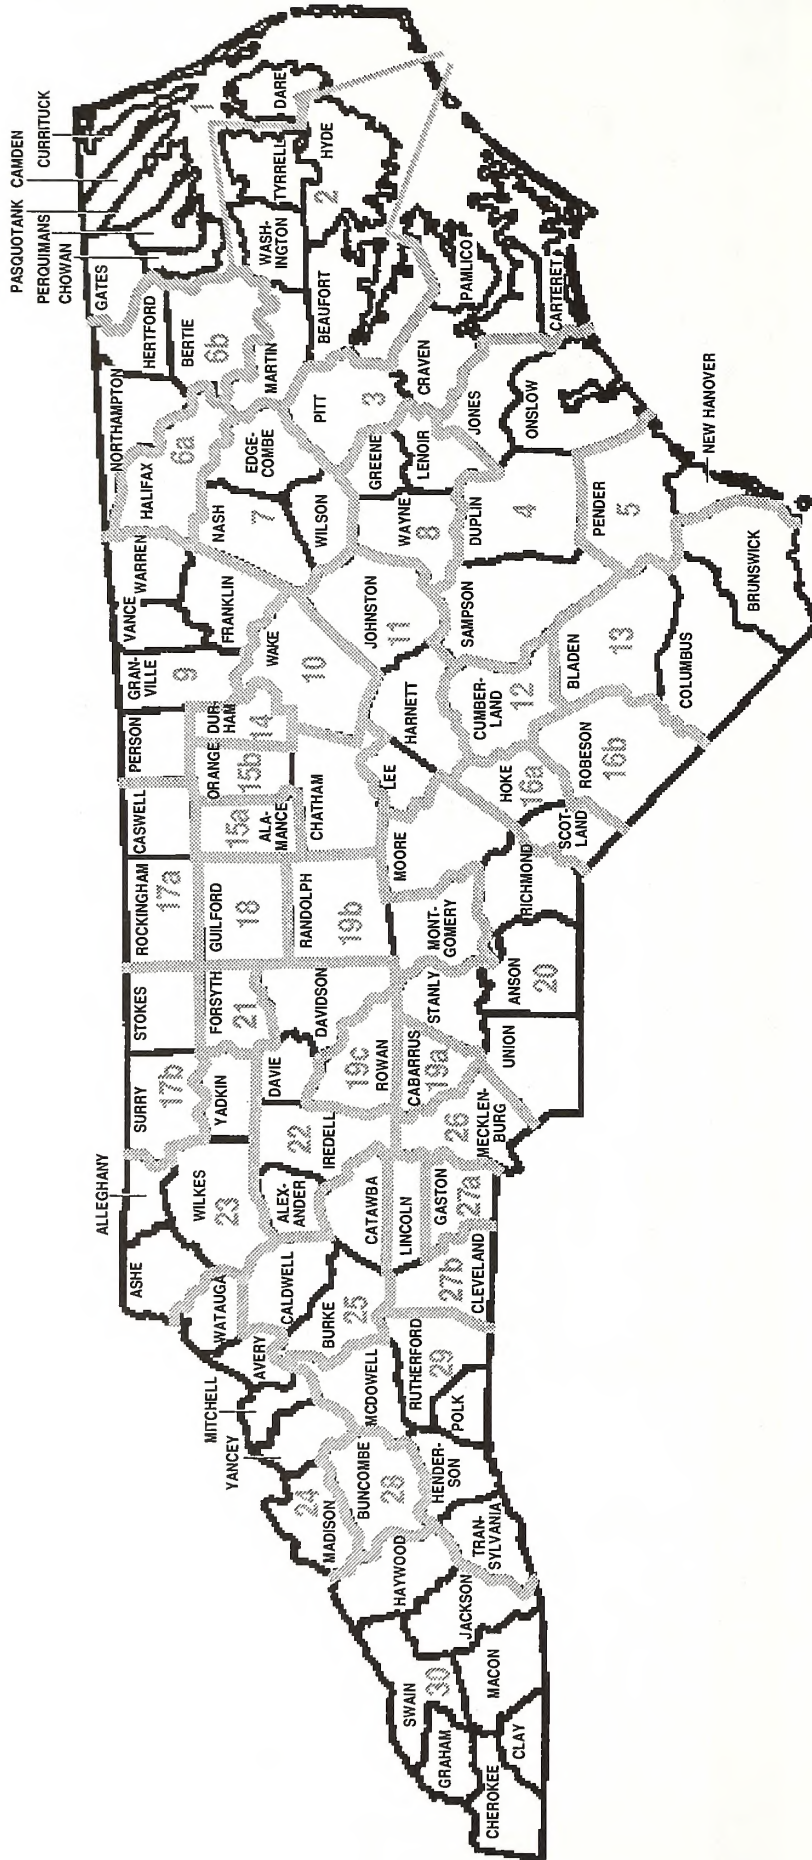 ALLEGHANY
ASHE
SURRY
17b
STOKES
ROCKINGHAM
17a
CASWELL
PERSON
GRAN-
VILLE
9
VANCE
WARREN
NORTHAMPTON
HALIFAX
6a
HERTFORD
BERTIE
6b
GATES
PASQUOTANK
PERQUIMANS
CHOWAN
CAMDEN
CURRITUCK
1
MITCHELL
YANCEY
WATAUGA
AVERY
WILKES
23
YADKIN
FORSYTH
21
GUILFORD
18
15a
ALA-
MANCE
ORANGE
15b
DUR-
HAM
14
FRANKLIN
NASH
7
EDGE-
COMBE
MARTIN
WASH-
INGTON
TYRRELL
DARE
MADISON
24
BUNCOMBE
28
MCDOWELL
BURKE
25
CALDWELL
ALEX-
ANDER
22
IREDELL
DAVIE
DAVIDSON
RANDOLPH
19b
CHATHAM
WAKE
10
WILSON
PITT
3
BEAUFORT
HYDE
2
HAYWOOD
HENDER-
SON
RUTHERFORD
29
POLK
CATAWBA
LINCOLN
19c
ROWAN
CABARRUS
19a
STANLY
MONT-
GOMERY
MOORE
LEE
HARNETT
JOHNSTON
11
WAYNE
8
GREENE
LENOIR
CRAVEN
PAMLICO
SWAIN
30
GRAHAM
CHEROKEE
CLAY
MACON
JACKSON
TRAN-
SYLVANIA
27b
CLEVELAND
GASTON
27a
26
MECKLEN-
BURG
UNION
ANSON
20
RICHMOND
SCOT-
LAND
HOKE
16a
CUMBER-
LAND
12
SAMPSON
DUPLIN
4
JONES
ONSLOW
CARTERET
ROBESON
16b
BLADEN
13
PENDER
5
NEW HANOVER
COLUMBUS
BRUNSWICK